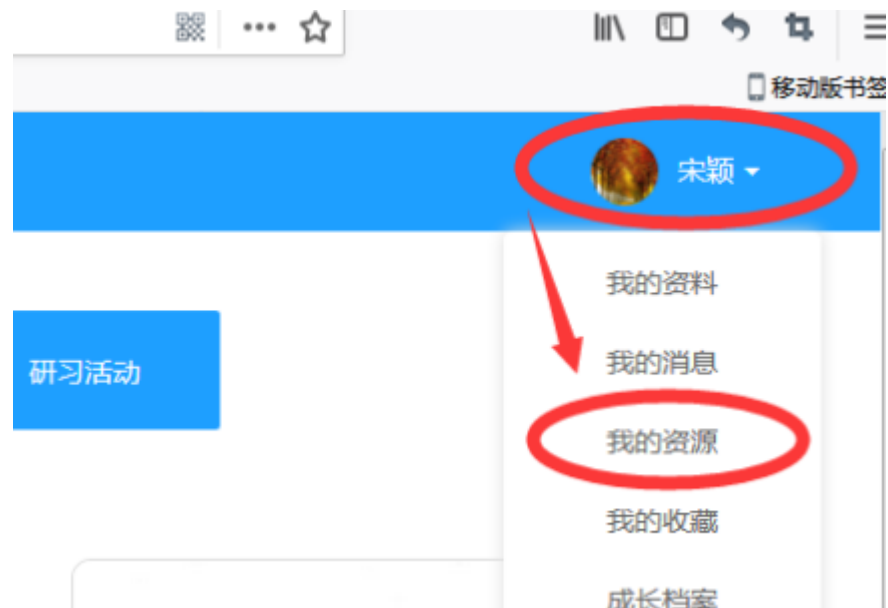 移动版书签
宋颖
我的资料
我的消息
研习活动
我的资源
我的收藏
成长档案